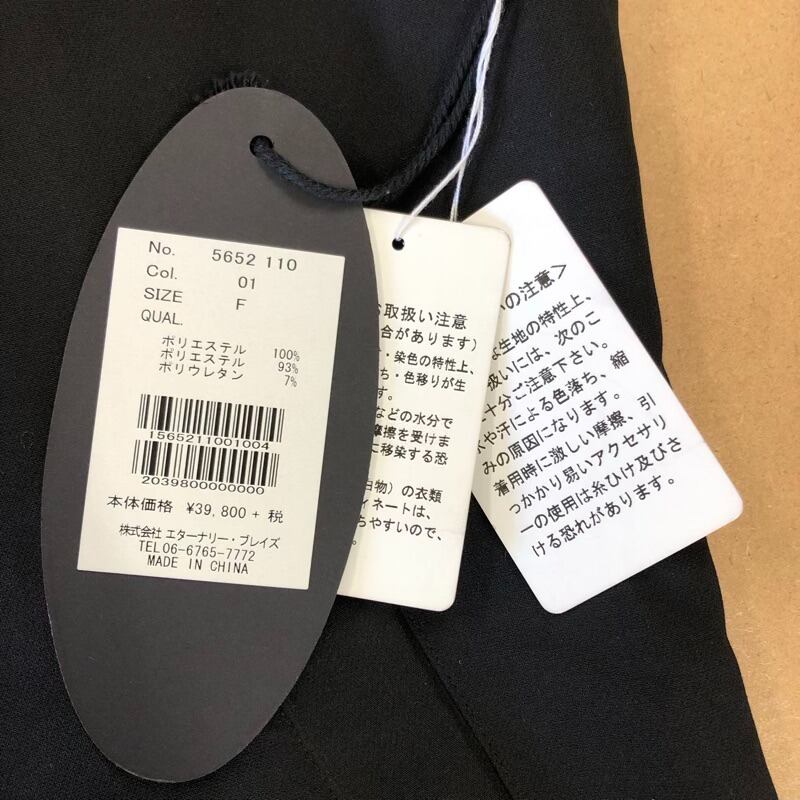 No. 5652 110
Col. 01
SIZE F
QUAL.
ポリエステル 100%
ポリエステル 93%
ポリウレタン 7%
1565211001004
2039800000000
本体価格 ¥39,800+税
株式会社 エターナリー・ブレイズ
TEL06-6765-7772
MADE IN CHINA
お取扱い注意
合があります)
・染色の特性上、
ち・色移りが生
す。
などの水分で
摩擦を受けま
に移染する恐
物)の衣類
ィネートは、
ちやすいので、
。
の注意>
な生地の特性上、
扱いには、次のこ
十分ご注意下さい。
や汗による色落ち、縮
みの原因になります。
着用時に激しい摩擦、引
っかかり易いアクセサリ
ーの使用は糸ひけ及びさ
ける恐れがあります。